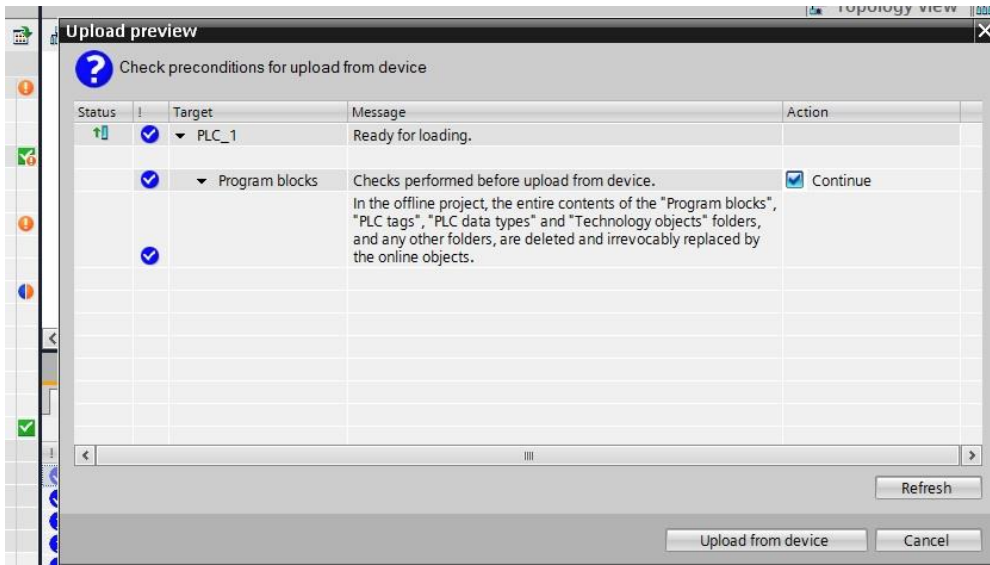 Topology view
Upload preview
Check preconditions for upload from device
Status ! Target Message Action
PLC_1 Ready for loading.
Program blocks Checks performed before upload from device. Continue
In the offline project, the entire contents of the "Program blocks",
"PLC tags", "PLC data types" and "Technology objects" folders,
and any other folders, are deleted and irrevocably replaced by
the online objects.
!
Refresh
Upload from device Cancel